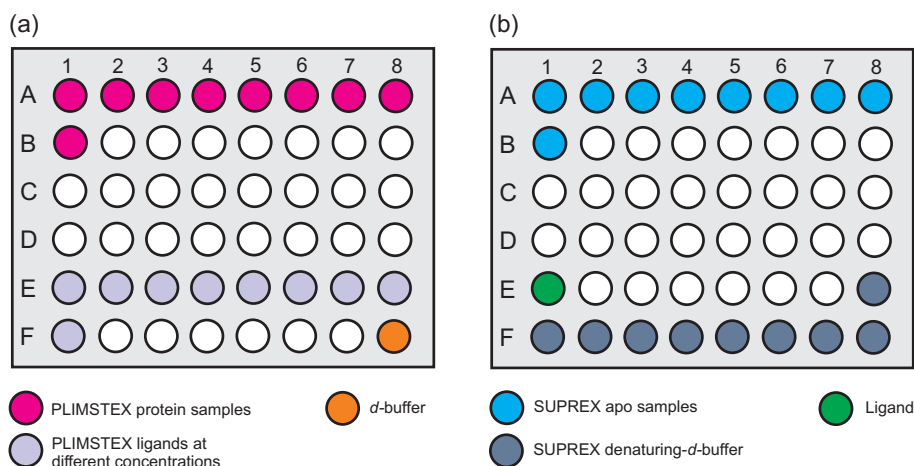 (a)
1 2 3 4 5 6 7 8
A
B
C
D
E
F
PLIMSTEX protein samples
d-buffer
PLIMSTEX ligands at
different concentrations
(b)
1 2 3 4 5 6 7 8
A
B
C
D
E
F
SUPREX apo samples
Ligand
SUPREX denaturing-d-buffer